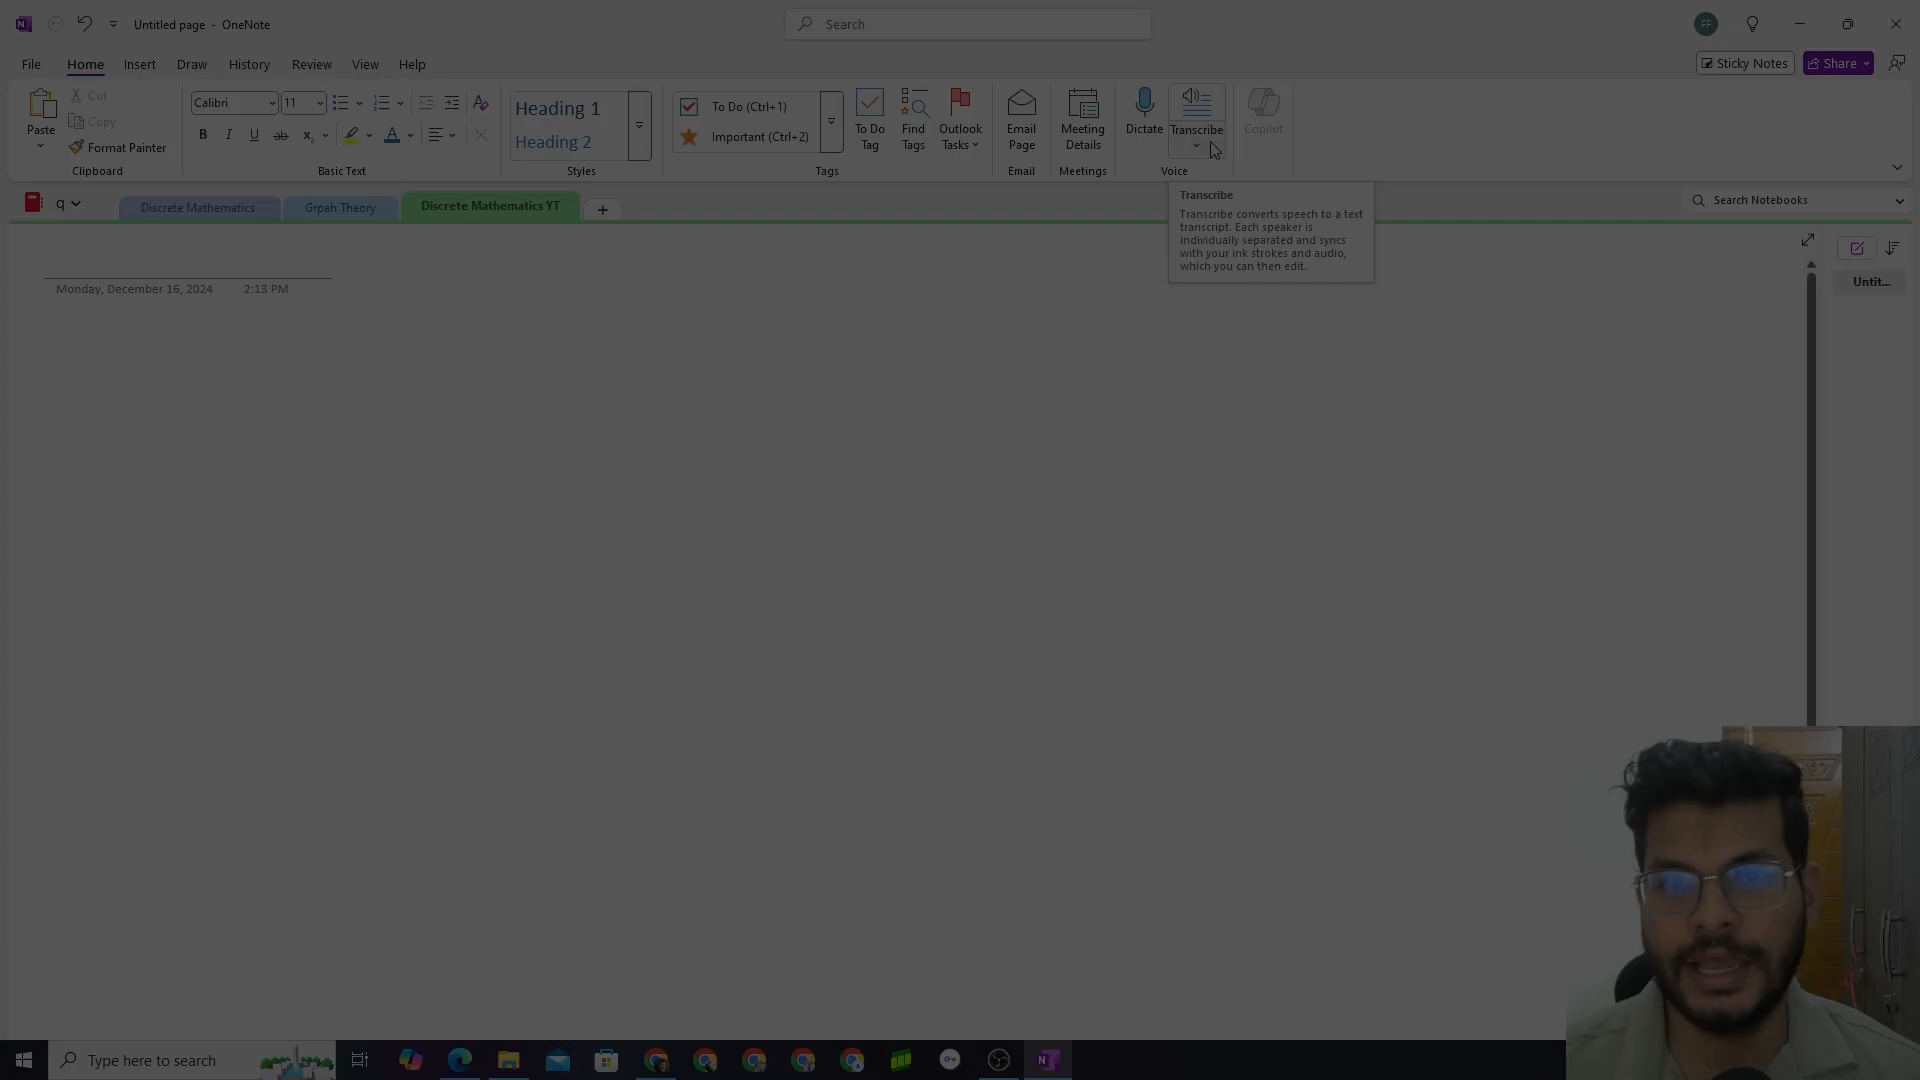 Untitled page - OneNote
Search
FF
File
Home
Insert
Draw
History
Review
View
Help
Sticky Notes
Share
Paste
Cut
Copy
Format Painter
Clipboard
Calibri
11
B I U ab x₂ A
Basic Text
Heading 1
Heading 2
Styles
To Do (Ctrl+1)
Important (Ctrl+2)
To Do
Tag
Find
Tags
Outlook
Tasks
Tags
Email
Page
Email
Meeting
Details
Meetings
Dictate
Transcribe
Voice
Copilot
q
Discrete Mathematics
Grpah Theory
Discrete Mathematics YT
+
Search Notebooks
Transcribe
Transcribe converts speech to a text
transcript. Each speaker is
individually separated and syncs
with your ink strokes and audio,
which you can then edit.
Monday, December 16, 2024
2:13 PM
Untit...
Type here to search